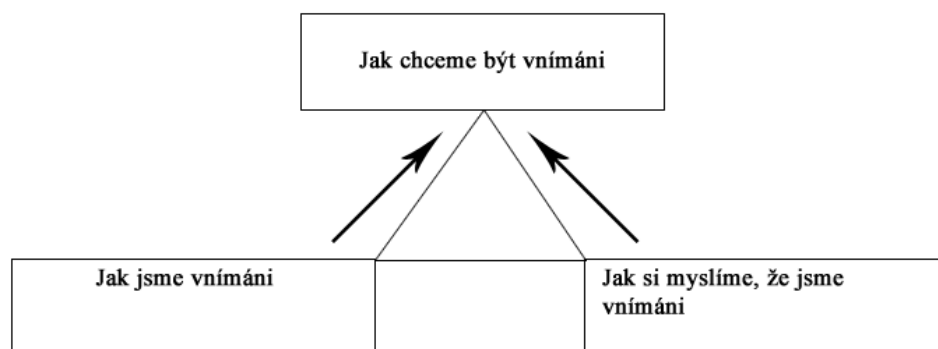 Jak chceme být vnímáni
Jak jsme vnímáni
Jak si myslíme, že jsme
vnímáni